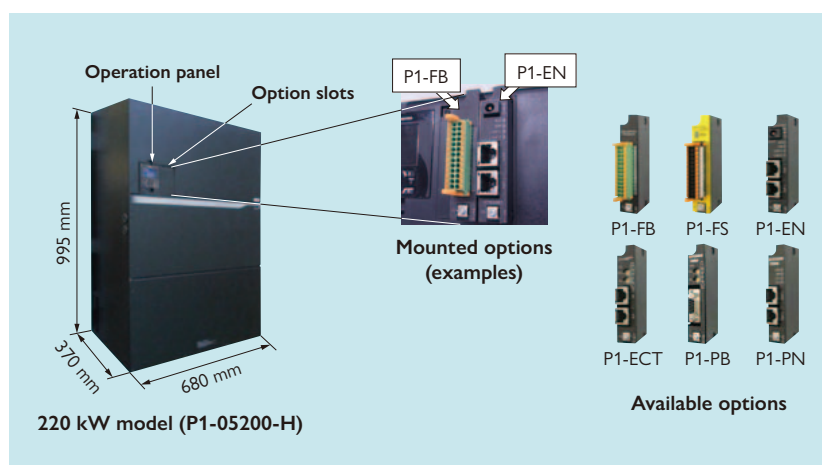 Operation panel
Option slots
995 mm
370 mm
680 mm
220 kW model (P1-05200-H)
P1-FB
P1-EN
Mounted options
(examples)
P1-FB
P1-FS
P1-EN
P1-ECT
P1-PB
P1-PN
Available options